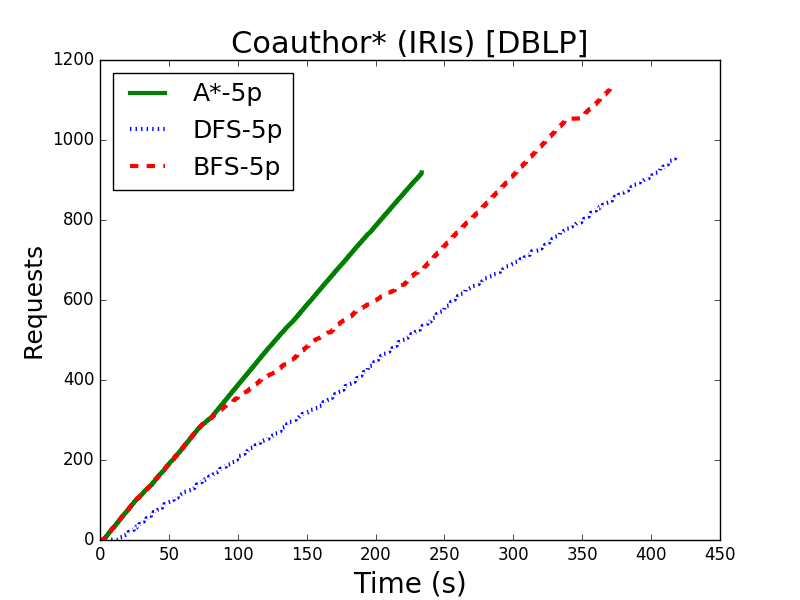 Coauthor* (IRIs) [DBLP]
A*-5p
DFS-5p
BFS-5p
Requests
1200
1000
800
600
400
200
0
0 50 100 150 200 250 300 350 400 450
Time (s)